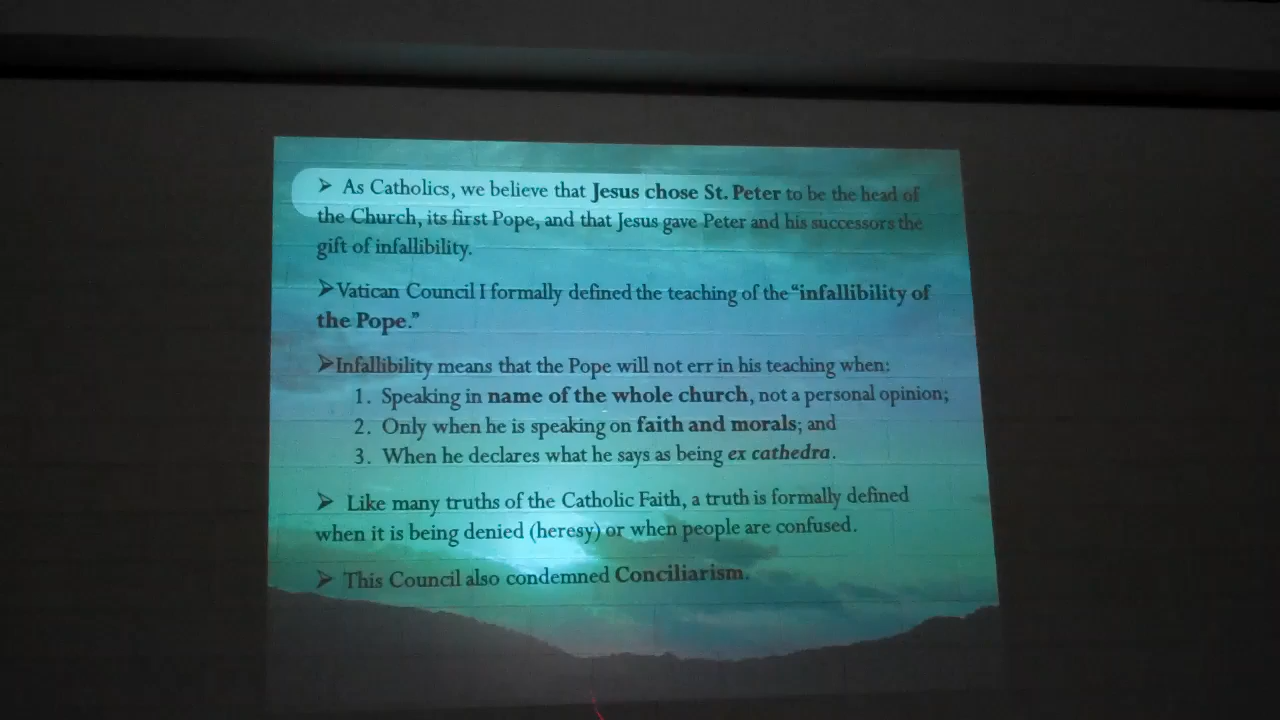 ➤ As Catholics, we believe that Jesus chose St. Peter to be the head of
the Church, its first Pope, and that Jesus gave Peter and his successors the
gift of infallibility.
➤Vatican Council I formally defined the teaching of the “infallibility of
the Pope.”
➤Infallibility means that the Pope will not err in his teaching when:
1. Speaking in name of the whole church, not a personal opinion;
2. Only when he is speaking on faith and morals; and
3. When he declares what he says as being ex cathedra.
➤ Like many truths of the Catholic Faith, a truth is formally defined
when it is being denied (heresy) or when people are confused.
➤ This Council also condemned Conciliarism.